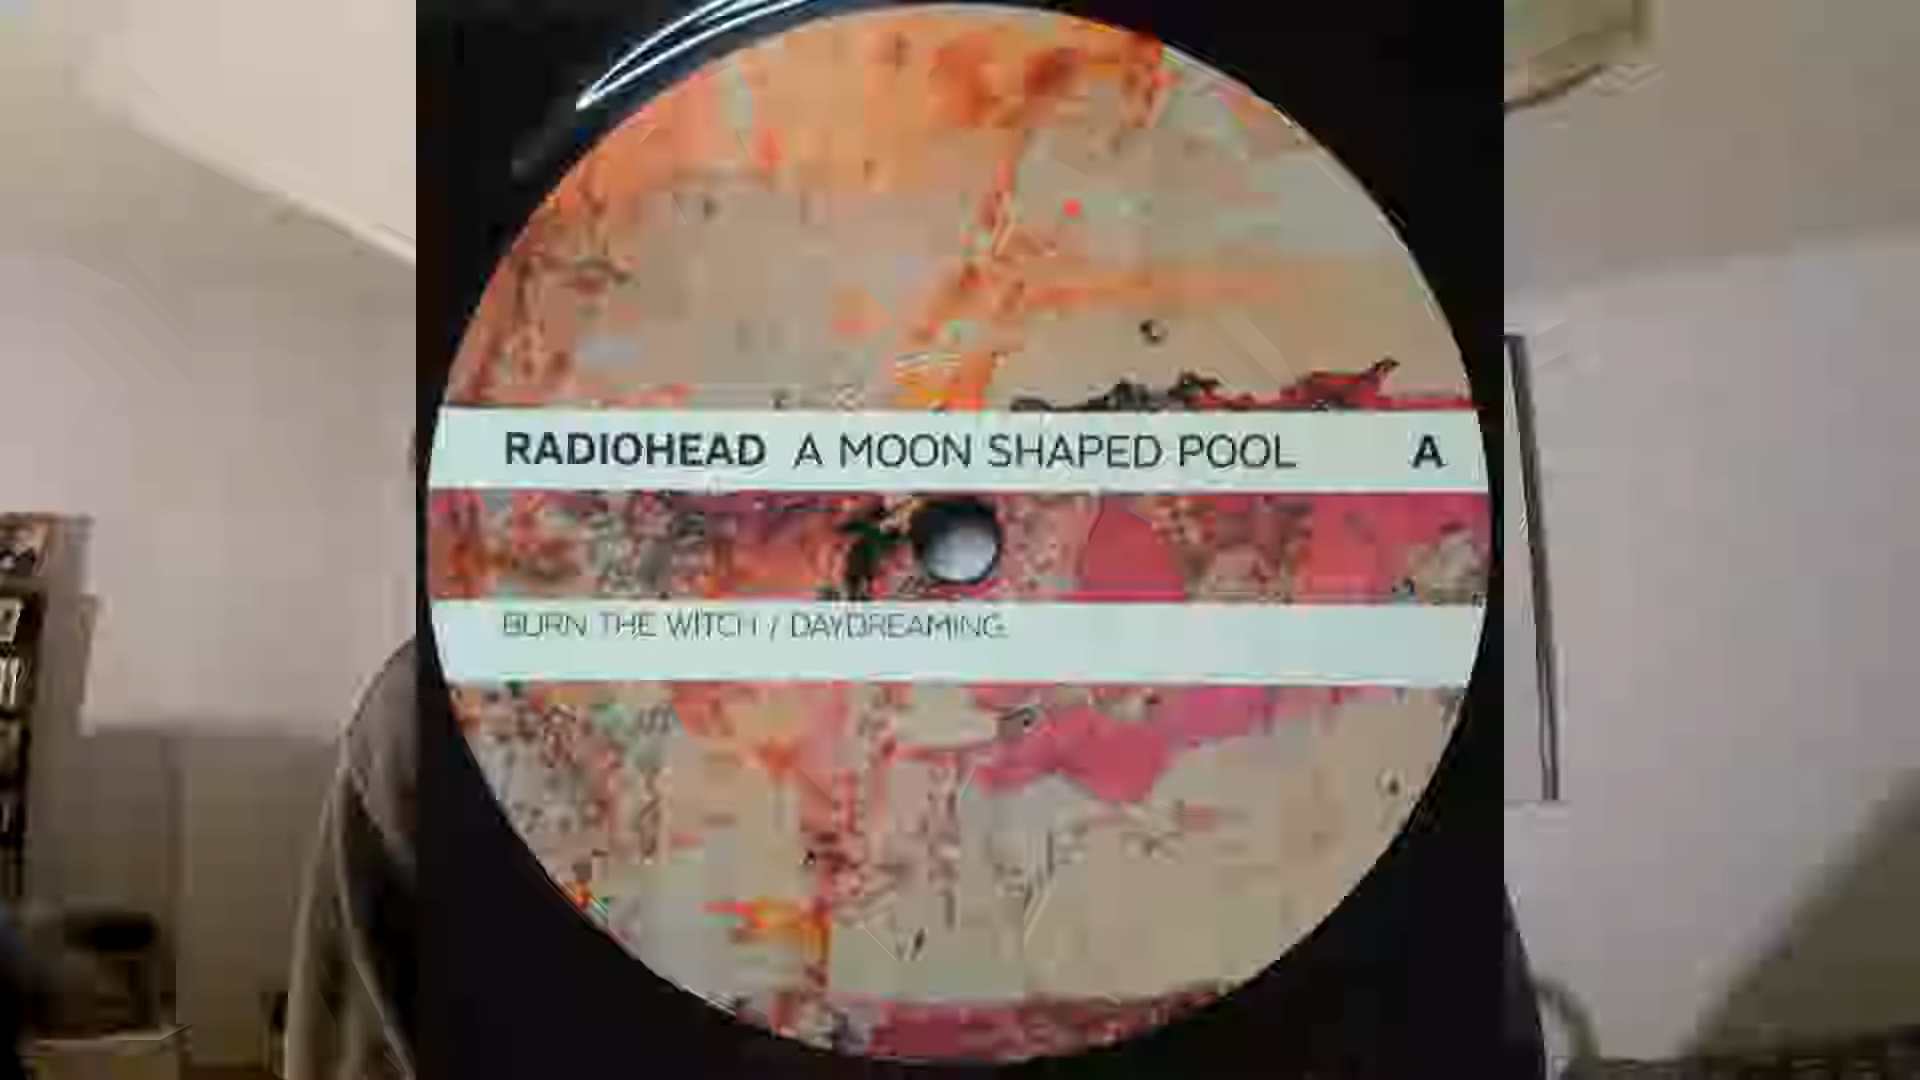 RADIOHEAD A MOON SHAPED POOL A
BURN THE WITCH / DAYDREAMING